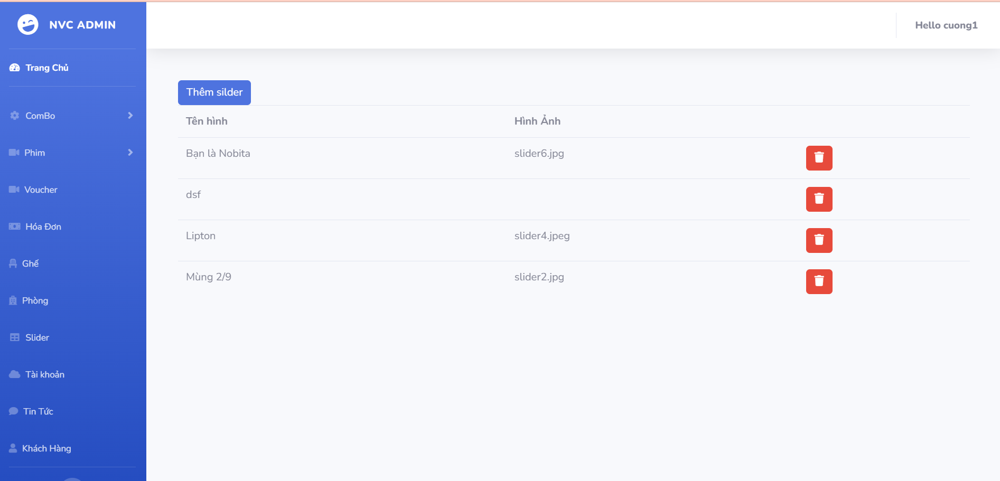 NVC ADMIN
Hello cuong1
Trang Chủ
ComBo
Phim
Voucher
Hóa Đơn
Ghế
Phòng
Slider
Tài khoản
Tin Tức
Khách Hàng
Thêm silder
Tên hình Hình Ảnh
Bạn là Nobita slider6.jpg
dsf
Lipton slider4.jpeg
Mùng 2/9 slider2.jpg